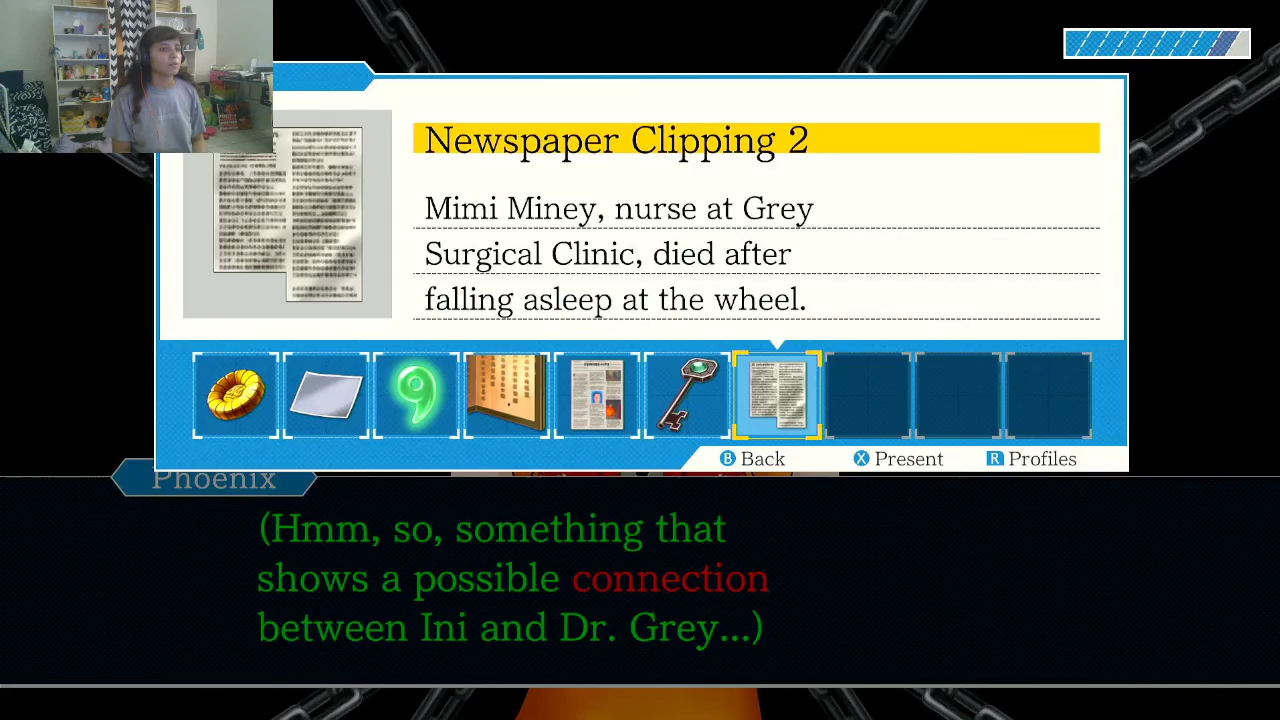 Newspaper Clipping 2
Mimi Miney, nurse at Grey
Surgical Clinic, died after
falling asleep at the wheel.
B Back
X Present
R Profiles
Phoenix
(Hmm, so, something that
shows a possible connection
between Ini and Dr. Grey...)